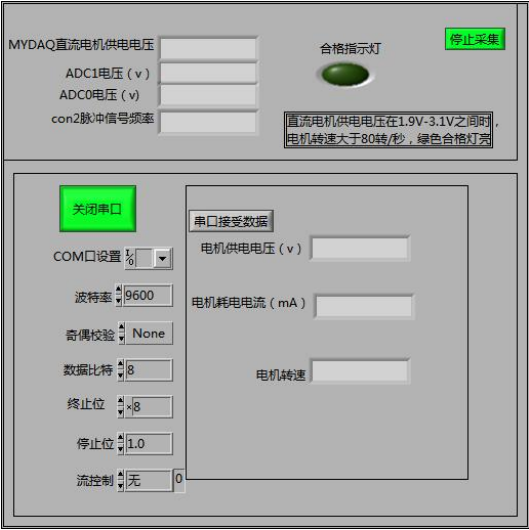 MYDAQ直流电机供电电压
合格指示灯
停止采集
ADC1电压（v）
ADC0电压（v）
con2脉冲信号频率
直流电机供电电压在1.9V-3.1V之间时，
电机转速大于80转/秒，绿色合格灯亮
关闭串口
串口接受数据
COM口设置
I/0
电机供电电压（v）
波特率
9600
电机耗电电流（mA）
奇偶校验
None
数据比特
8
电机转速
终止位
×8
停止位
1.0
流控制
无
0